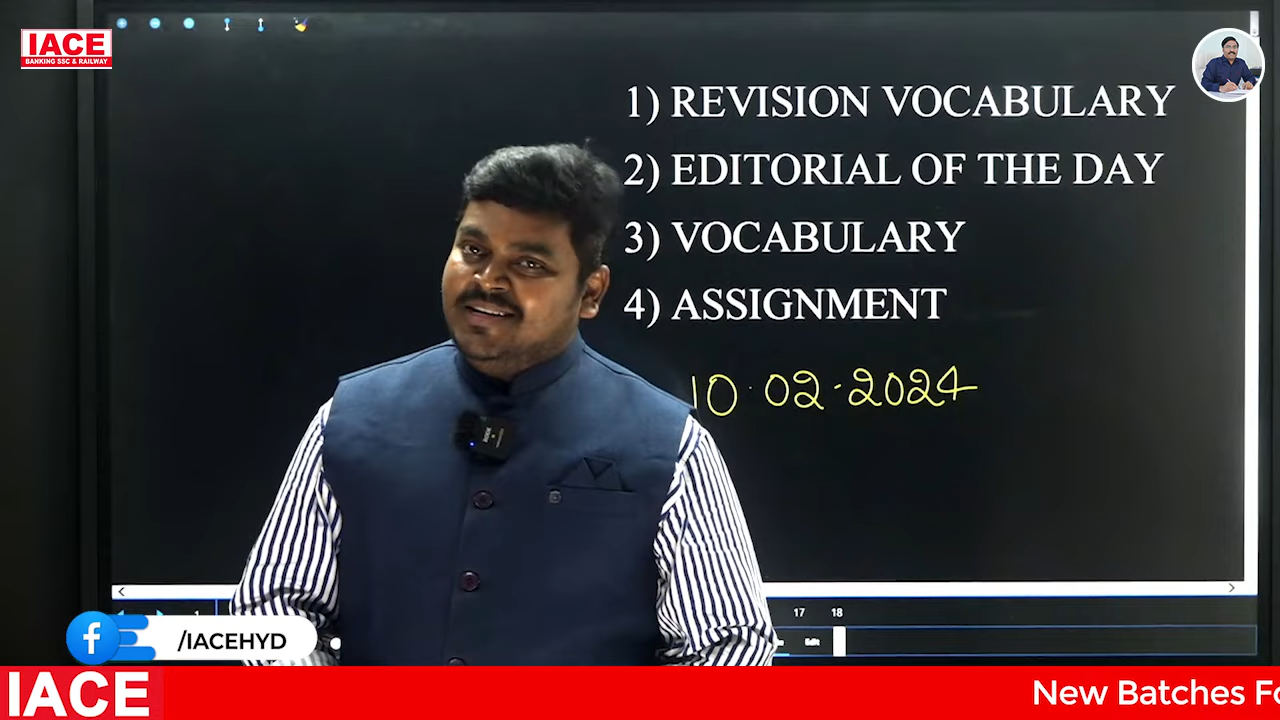 IACE
BANKING SSC & RAILWAY
1) REVISION VOCABULARY
2) EDITORIAL OF THE DAY
3) VOCABULARY
4) ASSIGNMENT
10.02.2024
17 18
Edit
/IACEHYD
IACE
New Batches Fo